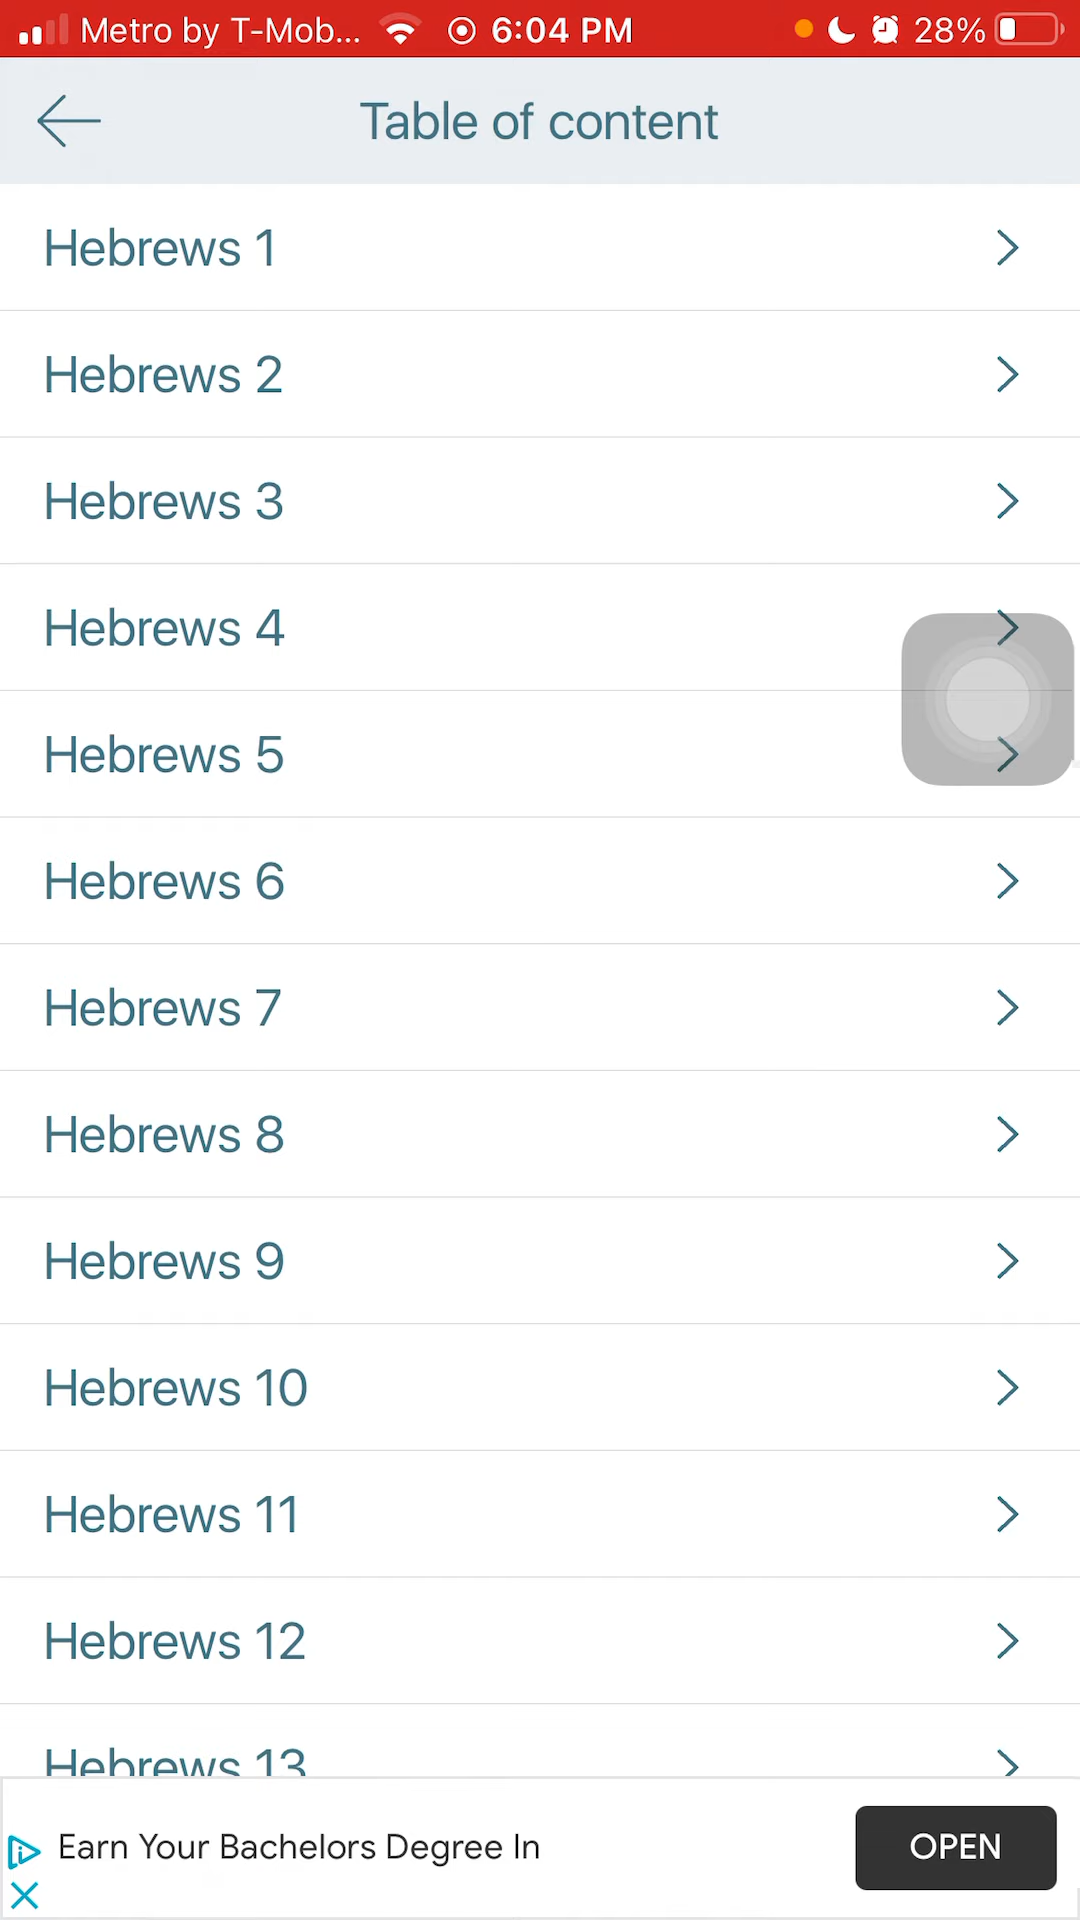 Metro by T-Mob... 6:04 PM 28%
Table of content
Hebrews 1
Hebrews 2
Hebrews 3
Hebrews 4
Hebrews 5
Hebrews 6
Hebrews 7
Hebrews 8
Hebrews 9
Hebrews 10
Hebrews 11
Hebrews 12
Hebrews 13
Earn Your Bachelors Degree In
OPEN